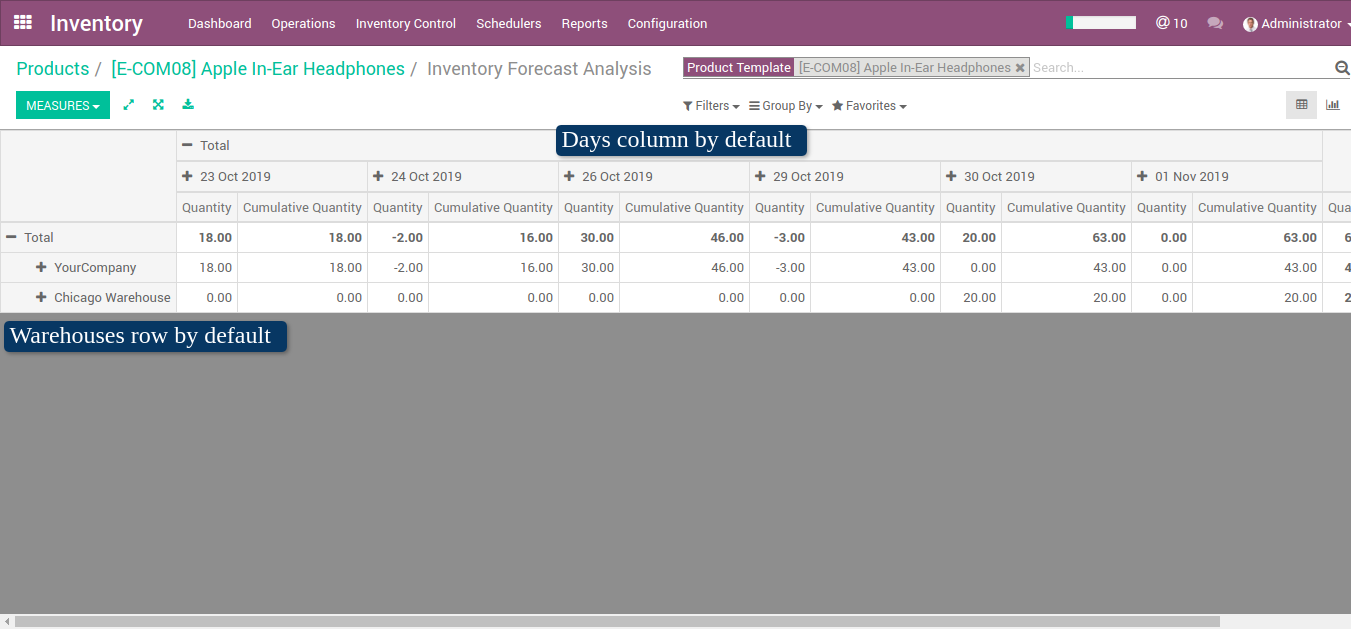 Inventory Dashboard Operations Inventory Control Schedulers Reports Configuration @ 10 Administrator
Products / [E-COM08] Apple In-Ear Headphones / Inventory Forecast Analysis Product Template [E-COM08] Apple In-Ear Headphones Search...
MEASURES Filters Group By Favorites
Days column by default
Total
23 Oct 2019 24 Oct 2019 26 Oct 2019 29 Oct 2019 30 Oct 2019 01 Nov 2019
Quantity Cumulative Quantity Quantity Cumulative Quantity Quantity Cumulative Quantity Quantity Cumulative Quantity Quantity Cumulative Quantity Quantity Cumulative Quantity Qua
Total 18.00 18.00 -2.00 16.00 30.00 46.00 -3.00 43.00 20.00 63.00 0.00 63.00 6
YourCompany 18.00 18.00 -2.00 16.00 30.00 46.00 -3.00 43.00 0.00 43.00 0.00 43.00 4
Chicago Warehouse 0.00 0.00 0.00 0.00 0.00 0.00 0.00 0.00 20.00 20.00 0.00 20.00 2
Warehouses row by default